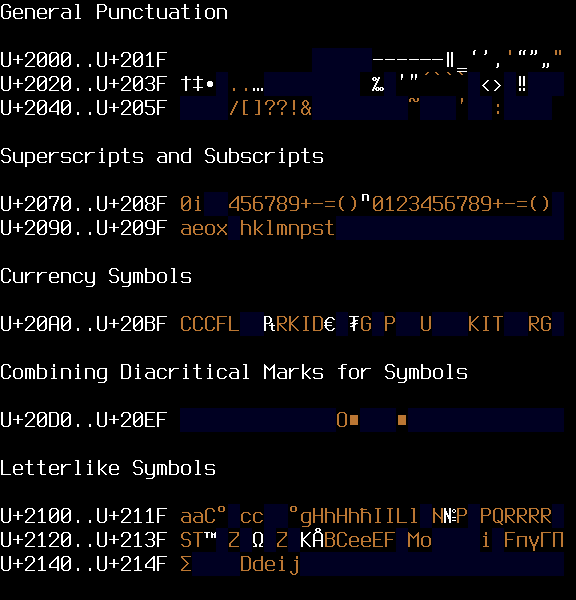 General Punctuation
U+2000..U+201F ------‖_‘’,'“”„"
U+2020..U+203F †‡• ..… ‰ '"´`` <> ‼
U+2040..U+205F /[]??!& ~ ' :
Superscripts and Subscripts
U+2070..U+208F 0i 456789+-=()ⁿ0123456789+-=()
U+2090..U+209F aeox hklmnpst
Currency Symbols
U+20A0..U+20BF CCCFL ₧RKID€ ₮G P U KIT RG
Combining Diacritical Marks for Symbols
U+20D0..U+20EF O■ ■
Letterlike Symbols
U+2100..U+211F aaC° cc °gHhHhħIILl N№P PQRRRR
U+2120..U+213F ST™ Z Ω Z KÅBCeeEF Mo i FπγΓΠ
U+2140..U+214F Σ Ddeij